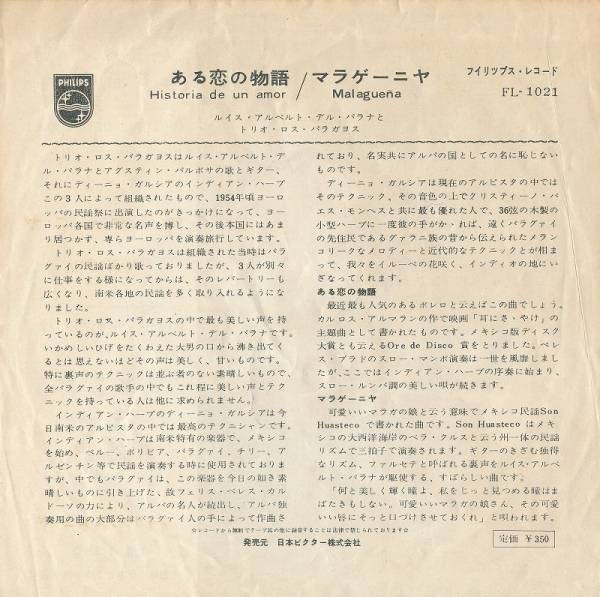 PHILIPS
ある恋の物語 / マラゲーニャ
Historia de un amor Malagueña
フイリップス・レコード
FL-1021
ルイス・アルベルト・デル・パラナと
トリオ・ロス・パラガヨス
トリオ・ロス・パラガヨスはルイス・アルベルト・デ
ル・パラナとアグスティン・バルボサの歌とギター、
それにディーニョ・ガルシアのインディアン・ハープ
この3人によって組織されたもので、1954年頃ヨーロ
ッパの民謡祭に出演したのがきっかけになって、ヨー
ロッパ各国で非常な名声を博し、その後本国にはあま
り居つかず、専らヨーロッパを演奏旅行しています。
トリオ・ロス・パラガヨスは組織された当時はパラ
グァイの民謡ばかり歌っておりましたが、3人が別々
に仕事をする様になってからは、そのレパートリーも
広くなり、南米各地の民謡を多く取り入れるようにな
りました。
トリオ・ロス・パラガヨスの中で最も美しい声を持
っているのが、ルイス・アルベルト・デル・パラナです。
いかめしいひげをたくわえた大男の口から沸き出てく
るとは思えないほどその声は美しく、甘いものです。
特に裏声のテクニックは並ぶ者のない素晴しいもので、
全パラグァイの歌手の中でもこれ程に美しい声とテク
ニックを持っている人は他に求められません。
インディアン・ハープのディーニョ・ガルシアは今
日南米のアルピスタの中では最高のテクニシャンです。
インディアン・ハープは南米特有の楽器で、メキシコ
を始め、ペルー、ボリビア、パラグァイ、チリー、ア
ルゼンチン等で民謡を演奏する時に使用されておりま
すが、中でもパラグァイは、この楽器を今日の如き素
晴しいものに引き上げた、故フェリス・ペレス・カル
ドーソの力により、アルパの名人が続出し、アルパ独
奏用の曲の大部分はパラグァイ人の手によって作曲さ
れており、名実共にアルパの国としての名に恥じない
ものです。
ディーニョ・ガルシアは現在のアルピスタの中では
そのテクニック、その音色の上でクリスティーノ・バ
エス・モンヘスと共に最も優れた人で、36弦の木製の
小型ハープに一度彼の手がかゝれば、遠くパラグァイ
の先住民であるグァラニ族の昔から伝えられたメラン
コリークなメロディーと近代的なテクニックとが相ま
って、我々をイルーペの花咲く、インディオの地にい
ざなってくれます。
ある恋の物語
最近最も人気のあるボレロと云えばこの曲でしょう。
カルロス・アルマランの作で映画「耳にさゝやけ」の
主題曲として書かれたものです。メキシコ版ディスク
大賞とも云えるOre de Disco 賞をとりました。ペレ
ス・プラドのスロー・マンボ演奏は一世を風靡しまし
たが、ここではインディアン・ハープの序奏に始まり、
スロー・ルンバ調の美しい唄が続きます。
マラゲーニャ
可愛いいマラガの娘と云う意味でメキシコ民謡Son
Huasteco で書かれた曲です。Son Huasteco はメキ
シコの大西洋海岸のベラ・クルスと云う州一体の民謡
リズムで三拍子で演奏されます。ギターのきざむ独得
なリズム、ファルセテと呼ばれる裏声をルイス・アルベ
ルト・パラナが駆使する、すばらしい曲です。
「何と美しく輝く瞳よ、私をじっと見つめる瞳はま
ばたきもしない。可愛いいマラガの娘さん、その可愛
いい唇にそっと口づけさせておくれ」と唄われます。
☆レコードから無断でテープ其の他に録音することは法律で禁じられております☆
発売元 日本ビクター株式会社
定価 ¥350